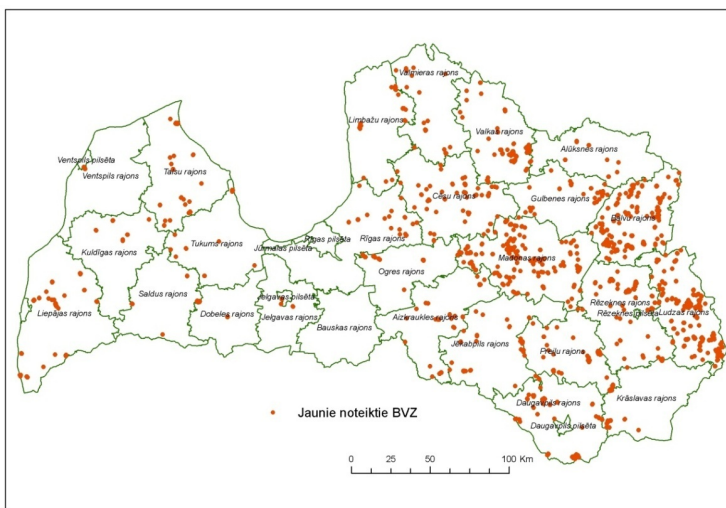 Valmieras rajons
Limbažu rajons
Valkas rajons
Alūksnes rajons
Ventspils pilsēta
Ventspils rajons
Talsu rajons
Cēsu rajons
Gulbenes rajons
Balvu rajons
Kuldīgas rajons
Tukuma rajons
Rīgas pilsēta
Jūrmalas pilsēta
Rīgas rajons
Madonas rajons
Ogres rajons
Saldus rajons
Jelgavas pilsēta
Rēzeknes rajons
Liepājas rajons
Dobeles rajons
Jelgavas rajons
Aizkraukles rajons
Rēzeknes pilsēta
Ludzas rajons
Bauskas rajons
Jēkabpils rajons
Preiļu rajons
Krāslavas rajons
Daugavpils rajons
Jaunie noteiktie BVZ
Daugavpils pilsēta
0 25 50 100 Km